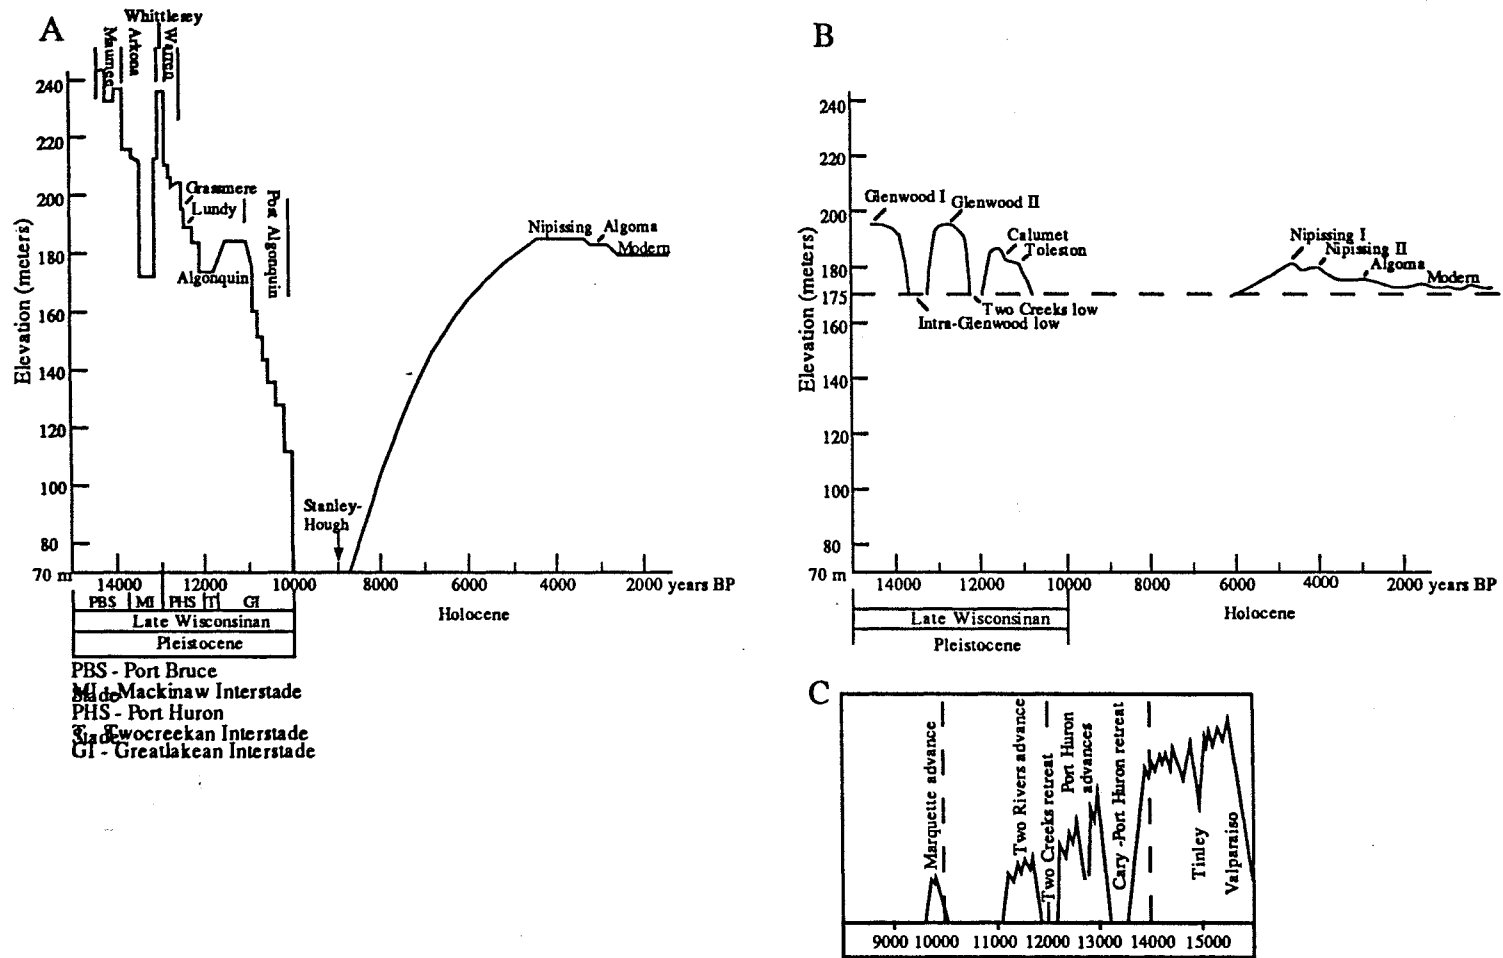 A
Whittlesey
Maumee
Arkona
Warren
240
220
200
180
160
140
120
100
80
70 m
Elevation (meters)
Grassmere
Lundy
Algonquin
Post Algonquin
Nipissing
Algoma
Modern
Stanley-
Hough
14000 12000 10000 8000 6000 4000 2000 years BP
PBS MI PHS T GI
Holocene
Late Wisconsinan
Pleistocene
PBS - Port Bruce
Stade
MI - Mackinaw Interstade
PHS - Port Huron
Stade
T - Twocreekan Interstade
GI - Greatlakean Interstade
B
240
220
200
180
175
160
140
120
100
80
70 m
Elevation (meters)
Glenwood I
Glenwood II
Calumet
Toleston
Two Creeks low
Intra-Glenwood low
Nipissing I
Nipissing II
Algoma
Modern
14000 12000 10000 6000 4000 2000 years BP
Late Wisconsinan
Holocene
Pleistocene
C
Marquette advance
Two Rivers advance
Two Creeks retreat
Port Huron
advances
Cary -Port Huron retreat
Tinley
Valparaiso
9000 10000 11000 12000 13000 14000 15000